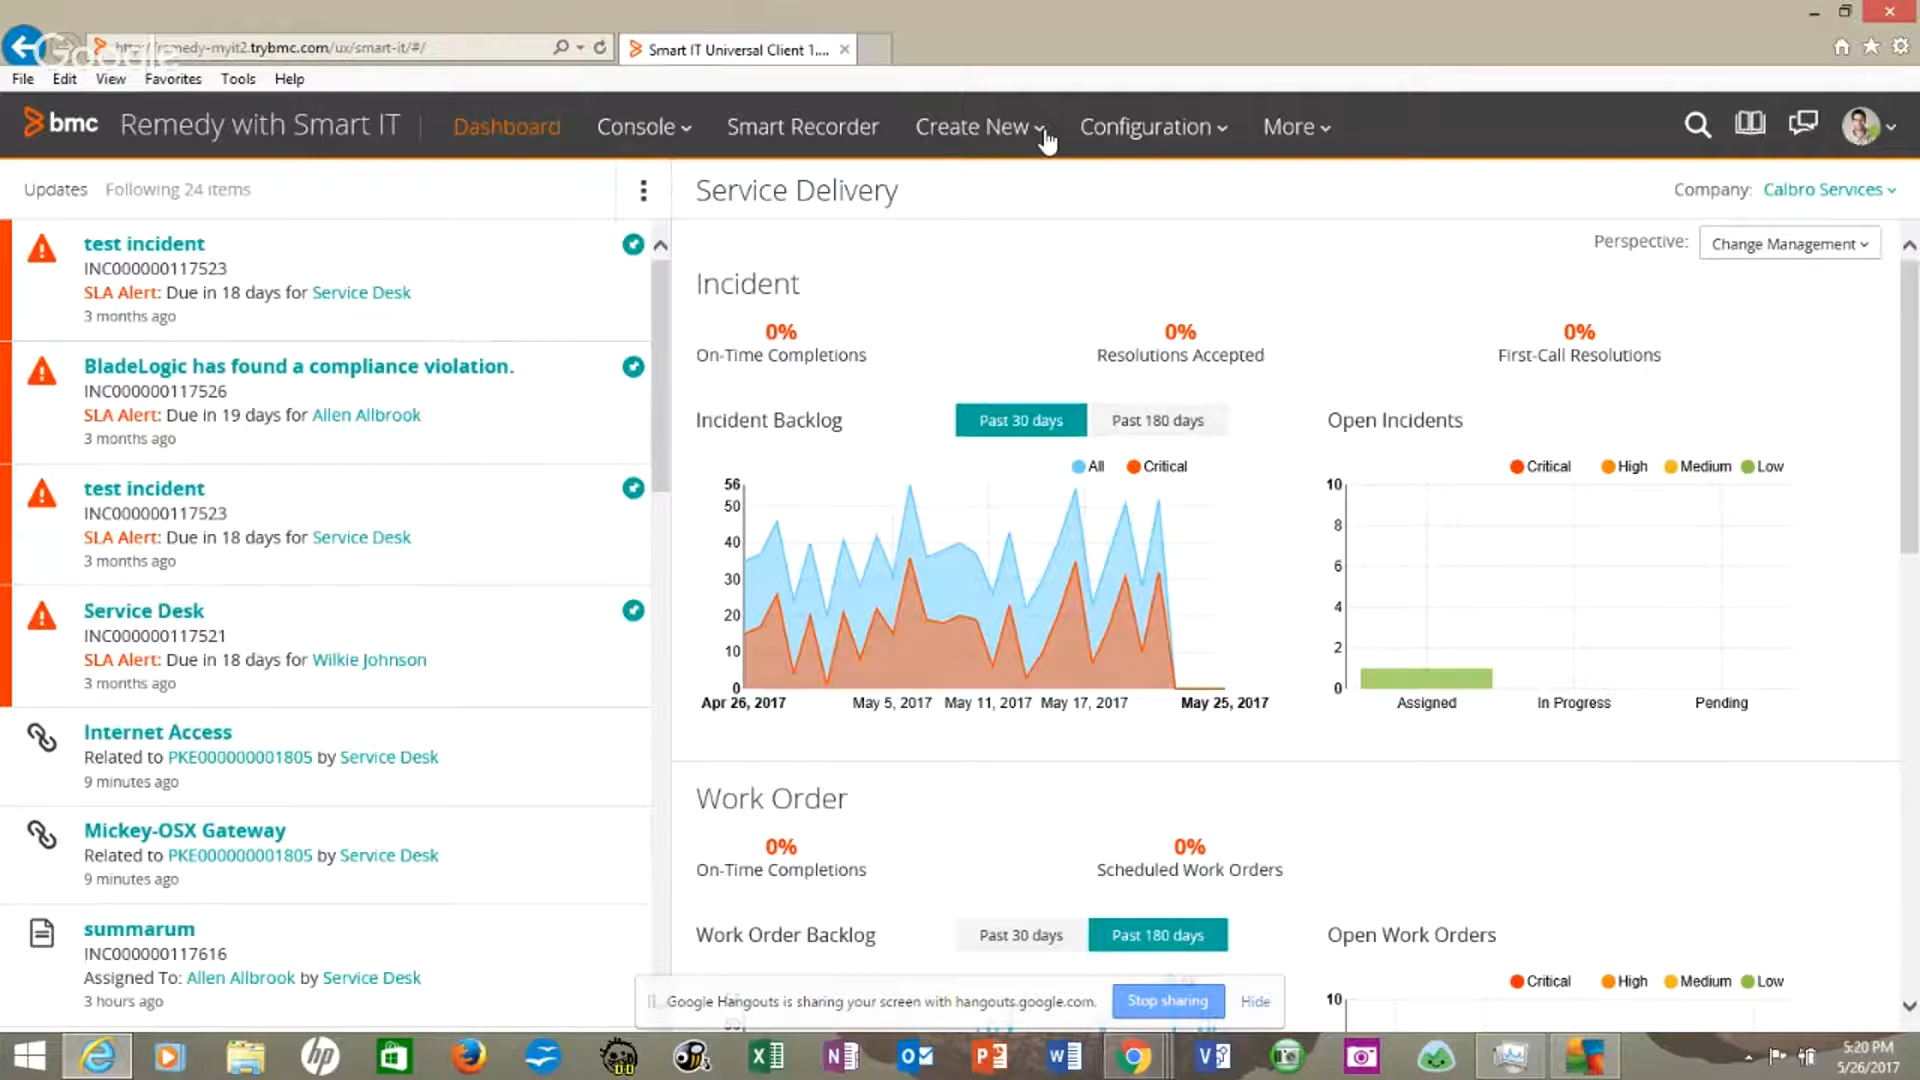 Google
http://remedy-myit2.trybmc.com/ux/smart-it/#/
Smart IT Universal Client 1....
File Edit View Favorites Tools Help
bmc Remedy with Smart IT Dashboard Console Smart Recorder Create New Configuration More
Updates Following 24 items
Service Delivery
Company: Calbro Services
Perspective: Change Management
test incident
INC000000117523
SLA Alert: Due in 18 days for Service Desk
3 months ago
BladeLogic has found a compliance violation.
INC000000117526
SLA Alert: Due in 19 days for Allen Allbrook
3 months ago
test incident
INC000000117523
SLA Alert: Due in 18 days for Service Desk
3 months ago
Service Desk
INC000000117521
SLA Alert: Due in 18 days for Wilkie Johnson
3 months ago
Internet Access
Related to PKE000000001805 by Service Desk
9 minutes ago
Mickey-OSX Gateway
Related to PKE000000001805 by Service Desk
9 minutes ago
summarum
INC000000117616
Assigned To: Allen Allbrook by Service Desk
3 hours ago
Incident
0% 0% 0%
On-Time Completions Resolutions Accepted First-Call Resolutions
Incident Backlog Past 30 days Past 180 days
All Critical
56
50
40
30
20
10
0
Apr 26, 2017 May 5, 2017 May 11, 2017 May 17, 2017 May 25, 2017
Open Incidents
Critical High Medium Low
10
8
6
4
2
0
Assigned In Progress Pending
Work Order
0% 0%
On-Time Completions Scheduled Work Orders
Work Order Backlog Past 30 days Past 180 days
Open Work Orders
Critical High Medium Low
10
Google Hangouts is sharing your screen with hangouts.google.com. Stop sharing Hide
5:20 PM
5/26/2017